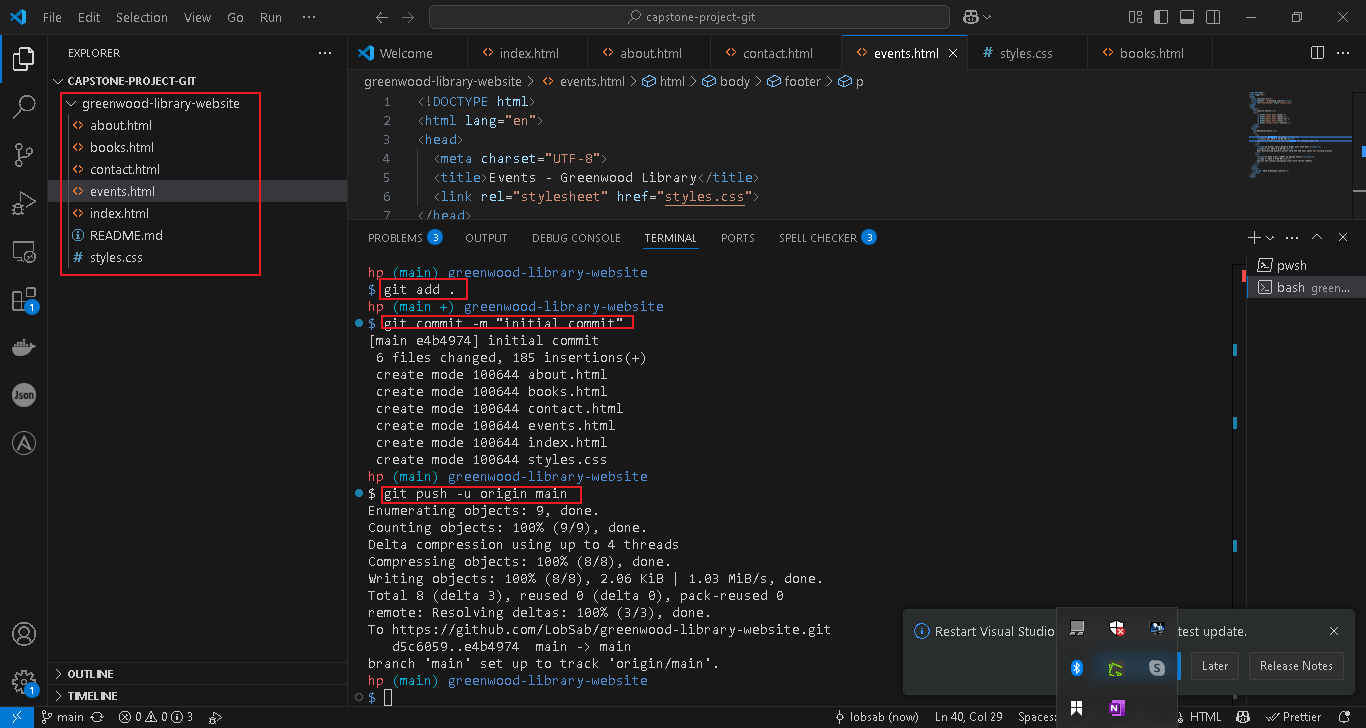 File Edit Selection View Go Run ···
capstone-project-git
EXPLORER
CAPSTONE-PROJECT-GIT
greenwood-library-website
about.html
books.html
contact.html
events.html
index.html
README.md
styles.css
OUTLINE
TIMELINE
Json
1
1
Welcome index.html about.html contact.html events.html styles.css books.html
greenwood-library-website > events.html > html > body > footer > p
1 <!DOCTYPE html>
2 <html lang="en">
3 <head>
4 <meta charset="UTF-8">
5 <title>Events - Greenwood Library</title>
6 <link rel="stylesheet" href="styles.css">
7 </head>
PROBLEMS 3 OUTPUT DEBUG CONSOLE TERMINAL PORTS SPELL CHECKER 3
pwsh
bash green...
hp (main) greenwood-library-website
$ git add .
hp (main +) greenwood-library-website
$ git commit -m "initial commit"
[main e4b4974] initial commit
6 files changed, 185 insertions(+)
create mode 100644 about.html
create mode 100644 books.html
create mode 100644 contact.html
create mode 100644 events.html
create mode 100644 index.html
create mode 100644 styles.css
hp (main) greenwood-library-website
$ git push -u origin main
Enumerating objects: 9, done.
Counting objects: 100% (9/9), done.
Delta compression using up to 4 threads
Compressing objects: 100% (8/8), done.
Writing objects: 100% (8/8), 2.06 KiB | 1.03 MiB/s, done.
Total 8 (delta 3), reused 0 (delta 0), pack-reused 0
remote: Resolving deltas: 100% (3/3), done.
To https://github.com/LobSab/greenwood-library-website.git
d5c6059..e4b4974 main -> main
branch 'main' set up to track 'origin/main'.
hp (main) greenwood-library-website
$
Restart Visual Studio test update.
Later Release Notes
main 0 0 3 lobsab (now) Ln 40, Col 29 Spaces: HTML Prettier